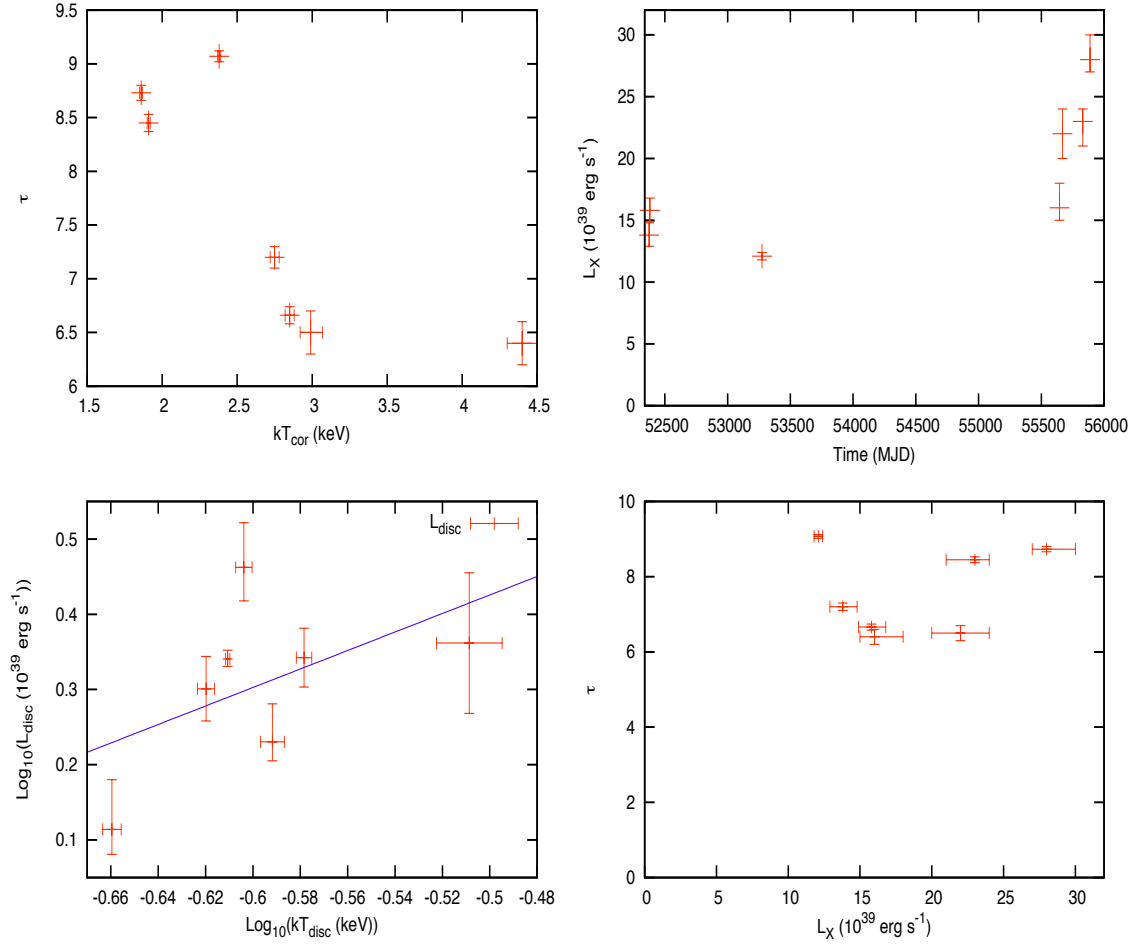 9.5
9
8.5
8
7.5
7
6.5
6
τ
1.5 2 2.5 3 3.5 4 4.5
kT_cor (keV)
30
25
20
15
10
5
0
L_X (10^39 erg s^-1)
52500 53000 53500 54000 54500 55000 55500 56000
Time (MJD)
L_disc
0.5
0.4
0.3
0.2
0.1
Log_10(L_disc (10^39 erg s^-1))
-0.66 -0.64 -0.62 -0.6 -0.58 -0.56 -0.54 -0.52 -0.5 -0.48
Log_10(kT_disc (keV))
10
8
6
4
2
0
τ
0 5 10 15 20 25 30
L_X (10^39 erg s^-1)